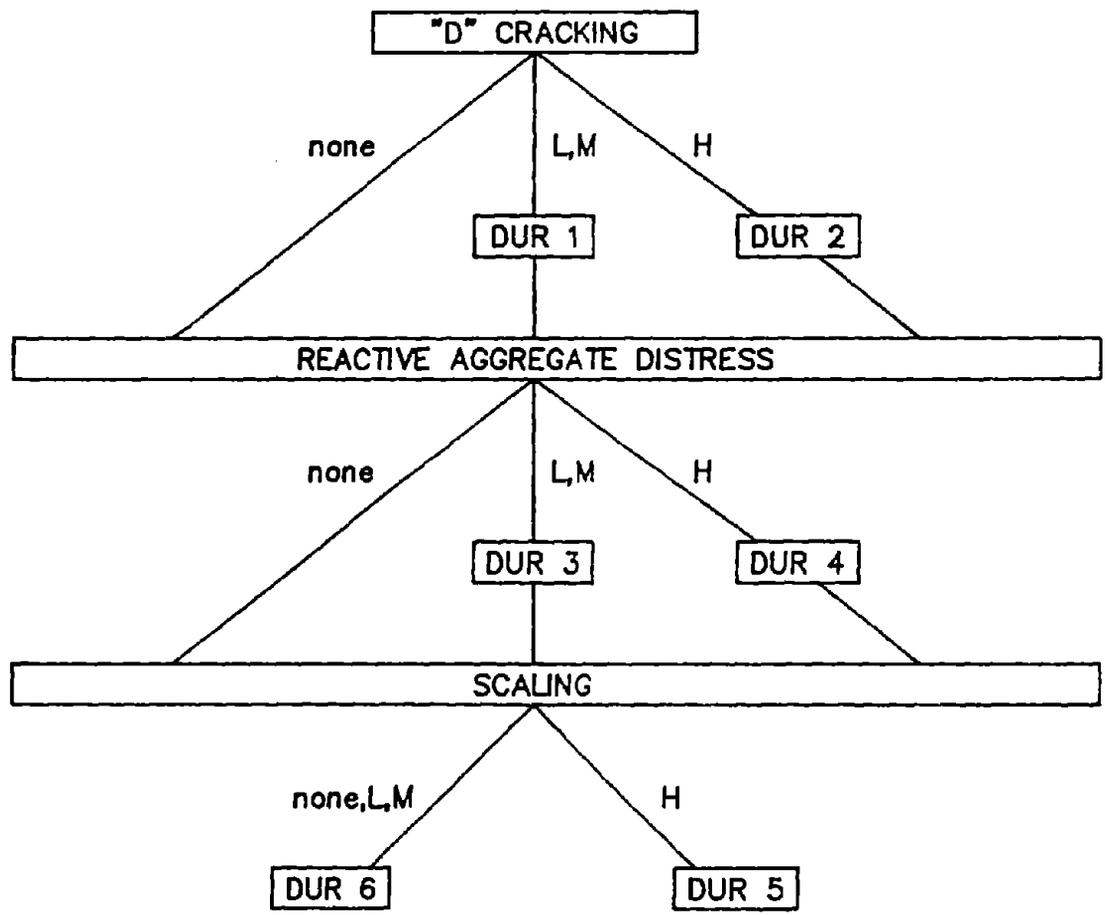 "D" CRACKING
none
L,M
H
DUR 1
DUR 2
REACTIVE AGGREGATE DISTRESS
none
L,M
H
DUR 3
DUR 4
SCALING
none,L,M
H
DUR 6
DUR 5